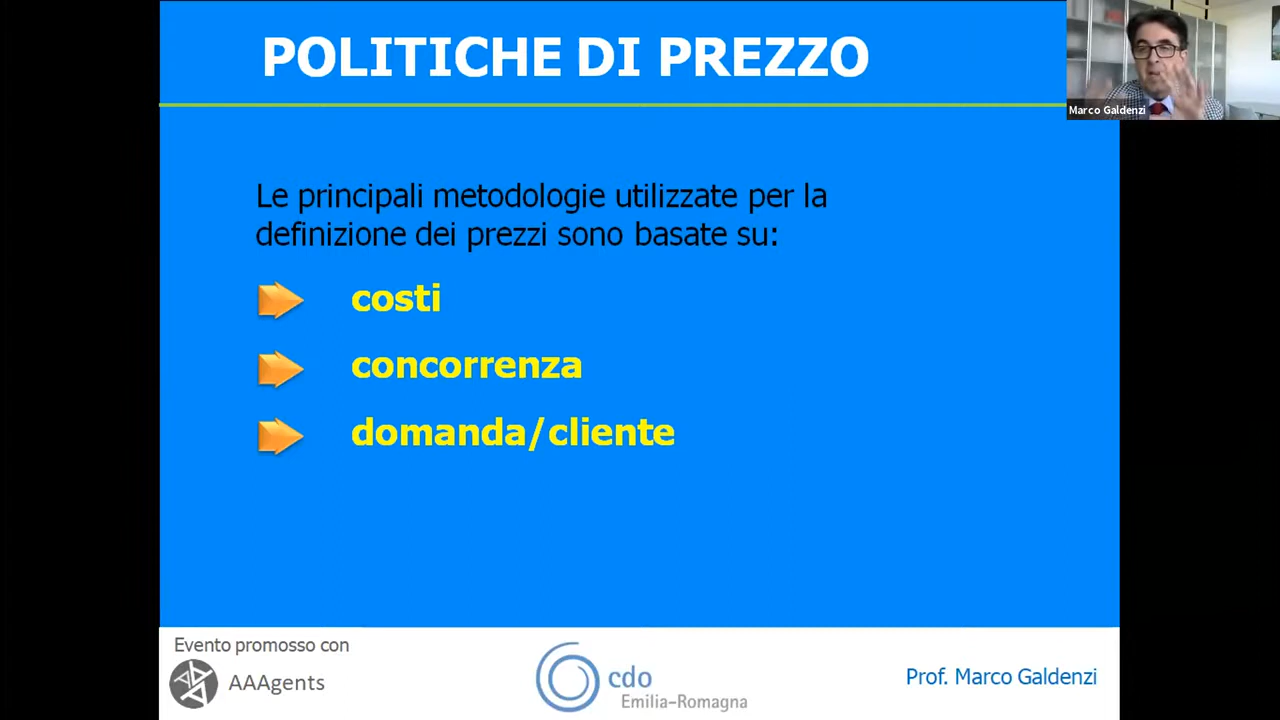 POLITICHE DI PREZZO
Marco Galdenzi
Le principali metodologie utilizzate per la
definizione dei prezzi sono basate su:
costi
concorrenza
domanda/cliente
Evento promosso con
AAAgents
cdo
Emilia-Romagna
Prof. Marco Galdenzi